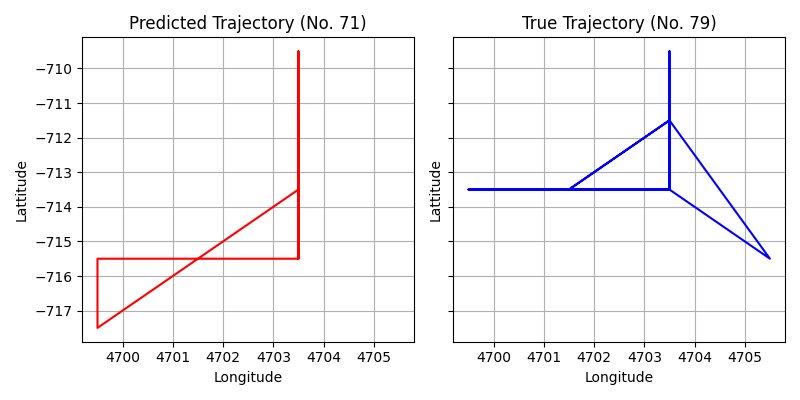 Predicted Trajectory (No. 71)
True Trajectory (No. 79)
−710
−711
−712
−713
−714
−715
−716
−717
Lattitude
Lattitude
4700 4701 4702 4703 4704 4705
4700 4701 4702 4703 4704 4705
Longitude
Longitude